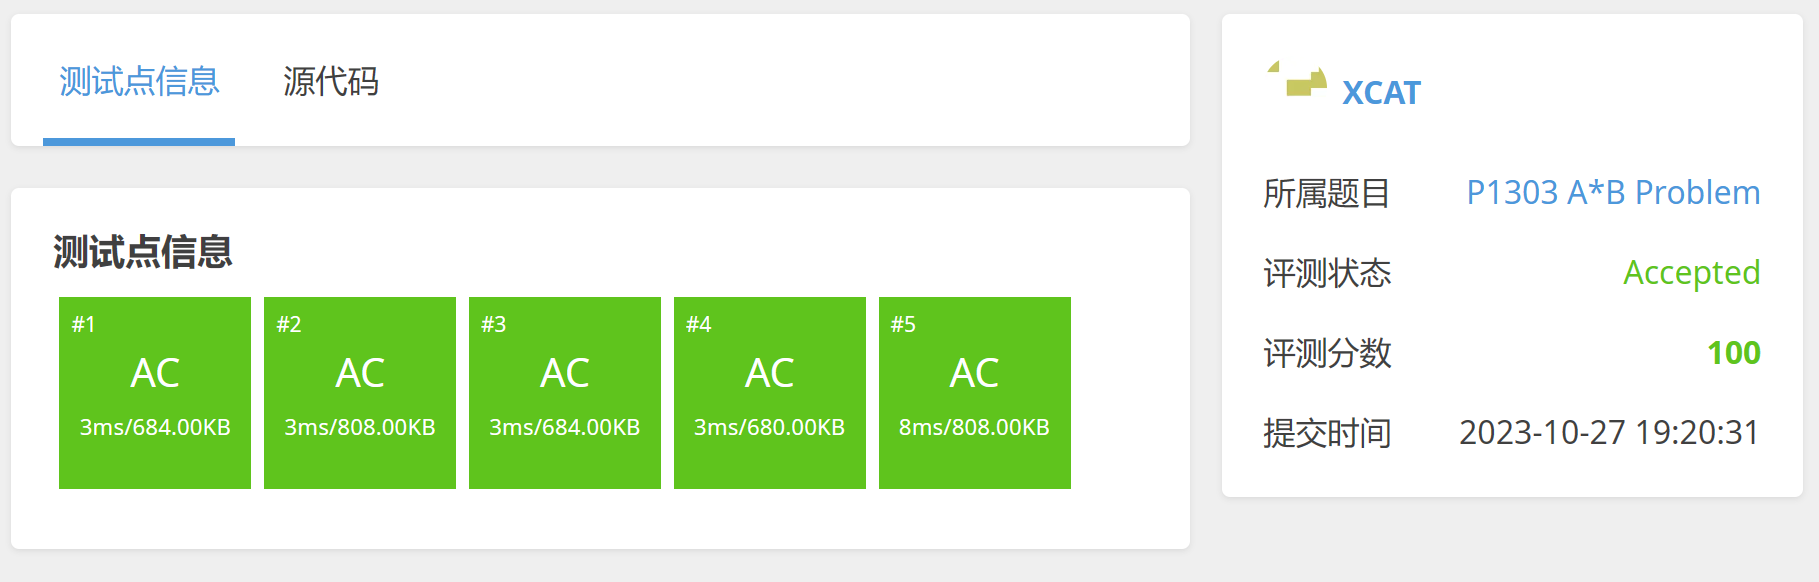 测试点信息 源代码
测试点信息
#1
AC
3ms/684.00KB
#2
AC
3ms/808.00KB
#3
AC
3ms/684.00KB
#4
AC
3ms/680.00KB
#5
AC
8ms/808.00KB
XCAT
所属题目 P1303 A*B Problem
评测状态 Accepted
评测分数 100
提交时间 2023-10-27 19:20:31